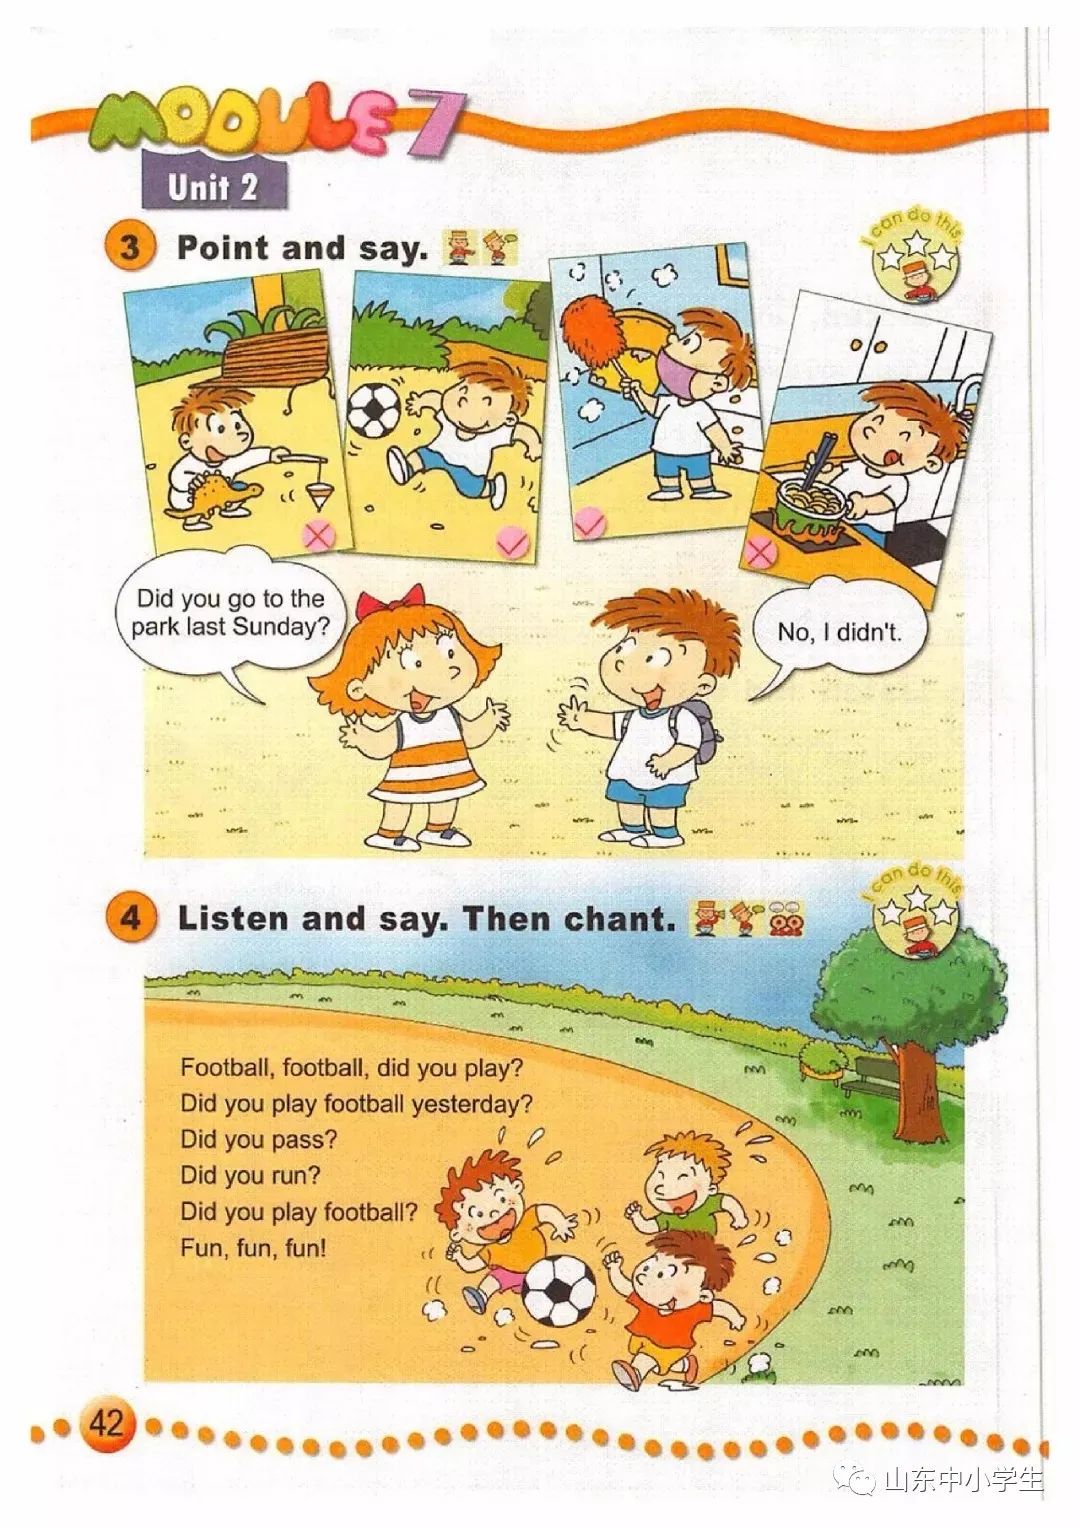 MODULE 7
Unit 2
3 Point and say.
I can do this.
Did you go to the
park last Sunday?
No, I didn't.
4 Listen and say. Then chant.
I can do this
Football, football, did you play?
Did you play football yesterday?
Did you pass?
Did you run?
Did you play football?
Fun, fun, fun!
42
山东中小学生